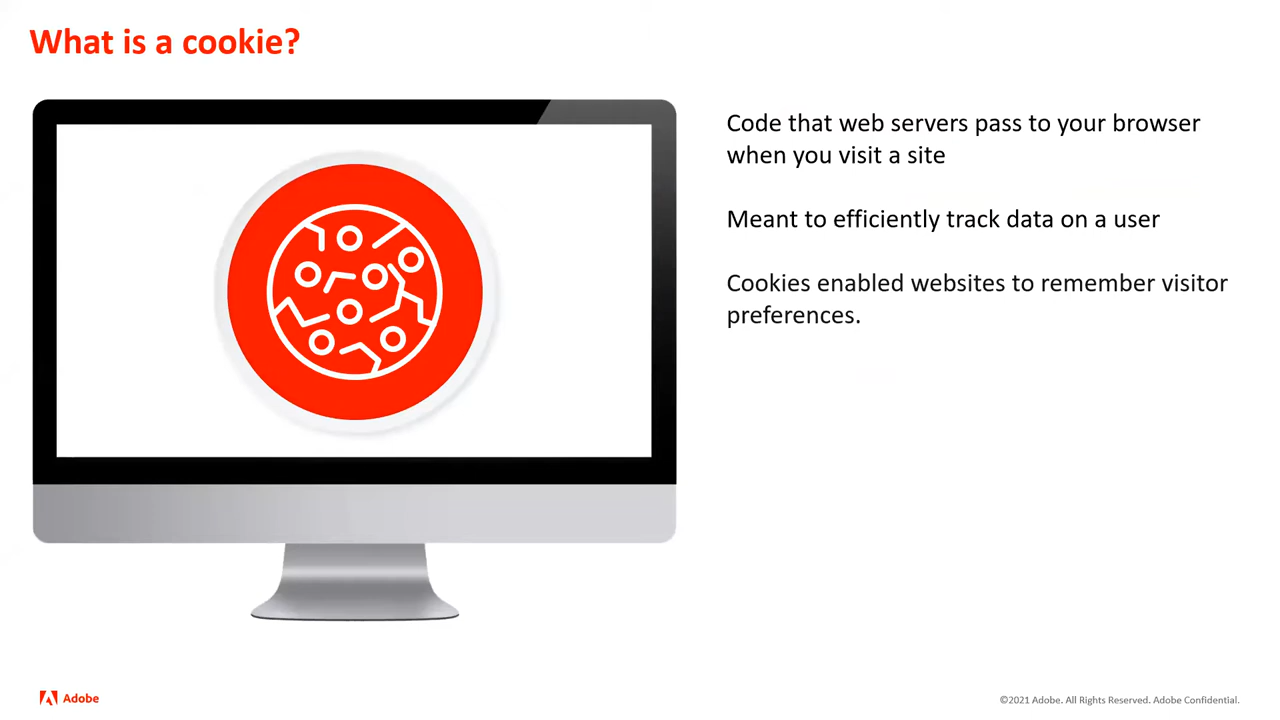 What is a cookie?
Code that web servers pass to your browser
when you visit a site
Meant to efficiently track data on a user
Cookies enabled websites to remember visitor
preferences.
Adobe
©2021 Adobe. All Rights Reserved. Adobe Confidential.